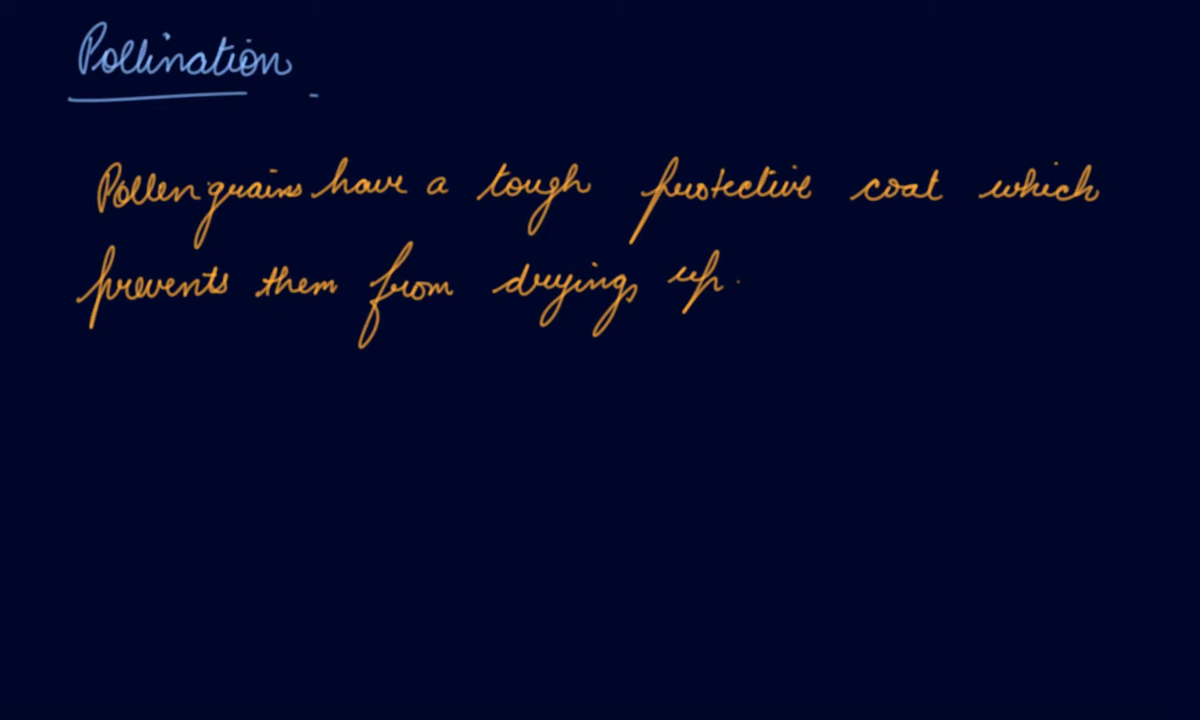 Pollination
Pollen grains have a tough protective coat which
prevents them from drying up.